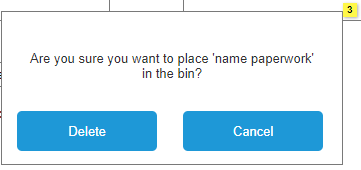 3
Are you sure you want to place 'name paperwork'
in the bin?
Delete
Cancel